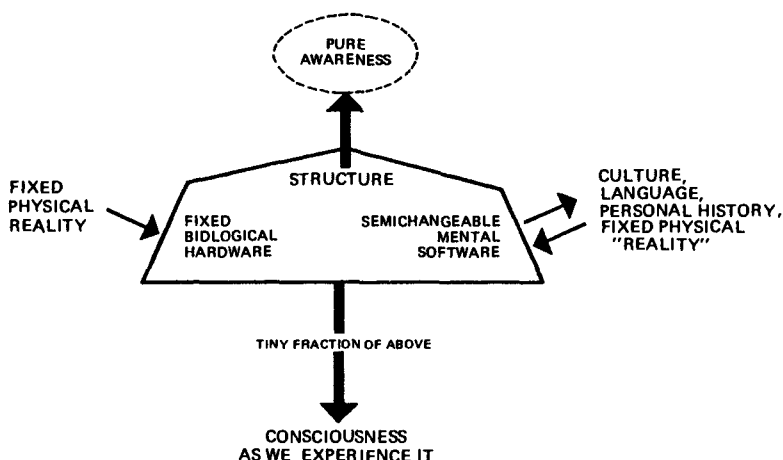 PURE
AWARENESS
STRUCTURE
FIXED
PHYSICAL
REALITY
FIXED
BIDLOGICAL
HARDWARE
SEMICHANGEABLE
MENTAL
SOFTWARE
CULTURE,
LANGUAGE,
PERSONAL HISTORY,
FIXED PHYSICAL
"REALITY"
TINY FRACTION OF ABOVE
CONSCIOUSNESS
AS WE EXPERIENCE IT